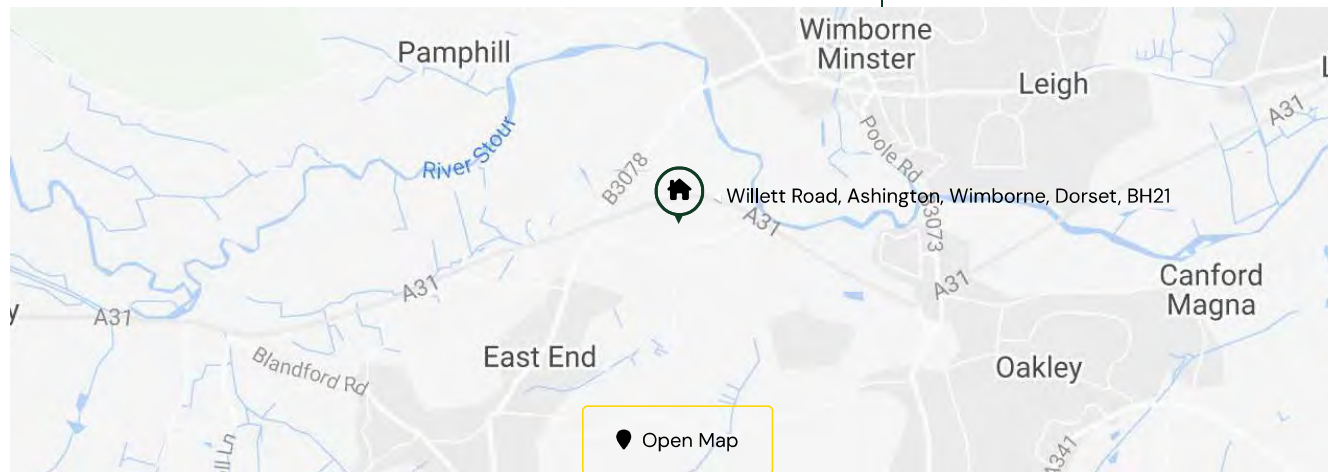 Wimborne
Minster
Pamphill
Leigh
A31
Poole Rd
River Stour
B3078
Willett Road, Ashington, Wimborne, Dorset, BH21
A31
3073
A31
A31
Canford
Magna
A31
Blandford Rd
East End
Oakley
Open Map
A341